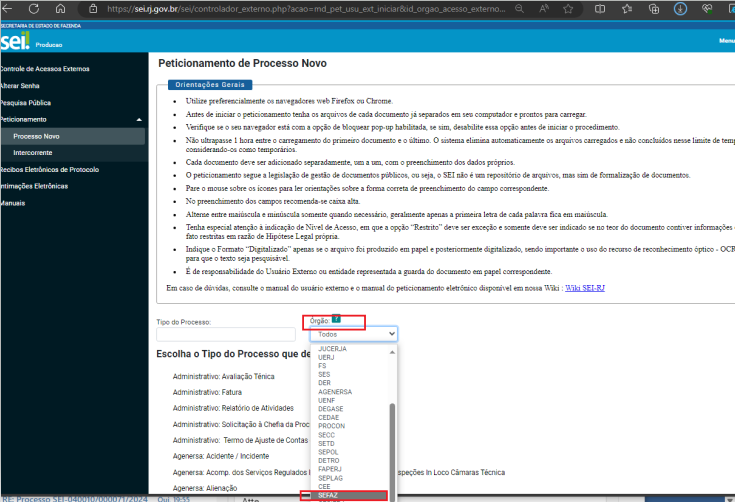 https://sei.rj.gov.br/sei/controlador_externo.php?acao=md_pet_usu_ext_iniciar&id_orgao_acesso_externo...
SECRETARIA DE ESTADO DE FAZENDA
sei! Producao
Menu
Controle de Acessos Externos
Alterar Senha
Pesquisa Pública
Peticionamento
Processo Novo
Intercorrente
Recibos Eletrônicos de Protocolo
Intimações Eletrônicas
Manuais
Peticionamento de Processo Novo
Orientações Gerais
• Utilize preferencialmente os navegadores web Firefox ou Chrome.
• Antes de iniciar o peticionamento tenha os arquivos de cada documento já separados em seu computador e prontos para carregar.
• Verifique se o seu navegador está com a opção de bloquear pop-up habilitada, se sim, desabilite essa opção antes de iniciar o procedimento.
• Não ultrapasse 1 hora entre o carregamento do primeiro documento e o último. O sistema elimina automaticamente os arquivos carregados e não concluídos nesse limite de temp
considerando-os como temporários.
• Cada documento deve ser adicionado separadamente, um a um, com o preenchimento dos dados próprios.
• O peticionamento segue a legislação de gestão de documentos públicos, ou seja, o SEI não é um repositório de arquivos, mas sim de formalização de documentos.
• Pare o mouse sobre os ícones para ler orientações sobre a forma correta de preenchimento do campo correspondente.
• No preenchimento dos campos recomenda-se caixa alta.
• Alterne entre maiúscula e minúscula somente quando necessário, geralmente apenas a primeira letra de cada palavra fica em maiúscula.
• Tenha especial atenção à indicação de Nível de Acesso, em que a opção “Restrito” deve ser exceção e somente deve ser indicado se no teor do documento contiver informações
fato restritas em razão de Hipótese Legal própria.
• Indique o Formato “Digitalizado” apenas se o arquivo foi produzido em papel e posteriormente digitalizado, sendo importante o uso do recurso de reconhecimento óptico - OCR
para que o texto seja pesquisável.
• É de responsabilidade do Usuário Externo ou entidade representada a guarda do documento em papel correspondente.
Em caso de dúvidas, consulte o manual do usuário externo e o manual do peticionamento eletrônico disponível em nossa Wiki : Wiki SEI-RJ
Tipo do Processo:
Órgão: ?
Todos
JUCERJA
UERJ
FS
SES
DER
AGENERSA
UENF
DEGASE
CEDAE
PROCON
SECC
SETD
SEPOL
DETRO
FAPERJ
SEPLAG
CEE
SEFAZ
Escolha o Tipo do Processo que de
Administrativo: Avaliação Ténica
Administrativo: Fatura
Administrativo: Relatório de Atividades
Administrativo: Solicitação à Chefia da Proc
Administrativo: Termo de Ajuste de Contas
Agenersa: Acidente / Incidente
Agenersa: Acomp. dos Serviços Regulados speções In Loco Câmaras Técnica
Agenersa: Alienação
RE: Processo SEI-040010/000071/2024 Qui 19:55